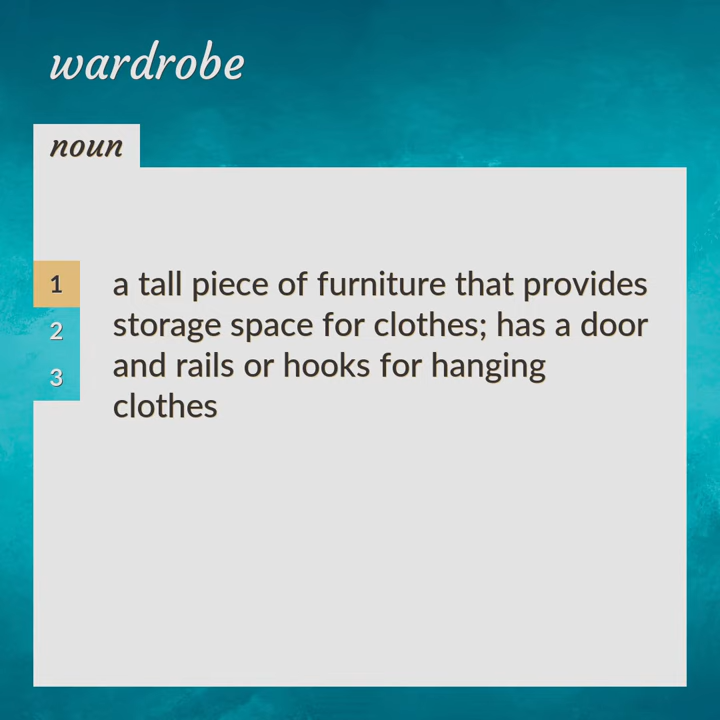 wardrobe
noun
1
2
3
a tall piece of furniture that provides
storage space for clothes; has a door
and rails or hooks for hanging
clothes